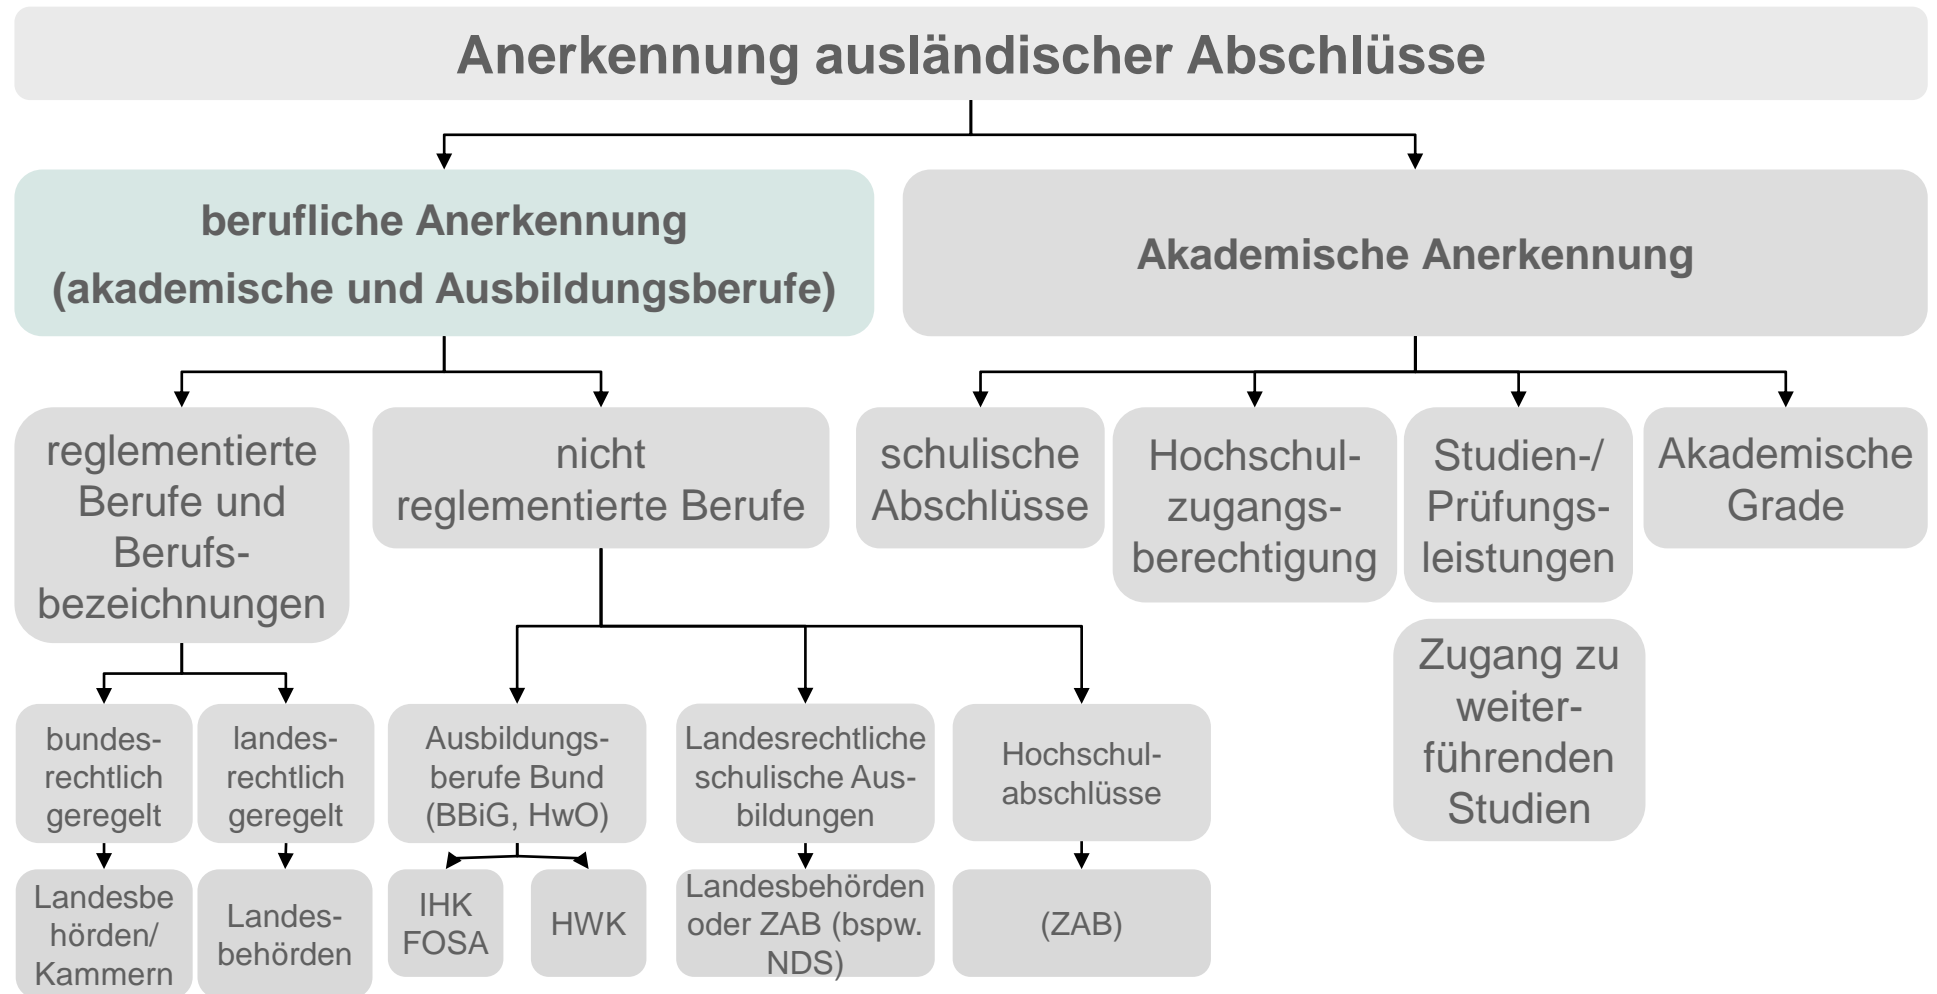 Anerkennung ausländischer Abschlüsse
berufliche Anerkennung
(akademische und Ausbildungsberufe)
Akademische Anerkennung
reglementierte
Berufe und
Berufs-
bezeichnungen
nicht
reglementierte Berufe
schulische
Abschlüsse
Hochschul-
zugangs-
berechtigung
Studien-/
Prüfungs-
leistungen
Akademische
Grade
Zugang zu
weiter-
führenden
Studien
bundes-
rechtlich
geregelt
landes-
rechtlich
geregelt
Ausbildungs-
berufe Bund
(BBiG, HwO)
Landesrechtliche
schulische Aus-
bildungen
Hochschul-
abschlüsse
Landesbe
hörden/
Kammern
Landes-
behörden
IHK
FOSA
HWK
Landesbehörden
oder ZAB (bspw.
NDS)
(ZAB)